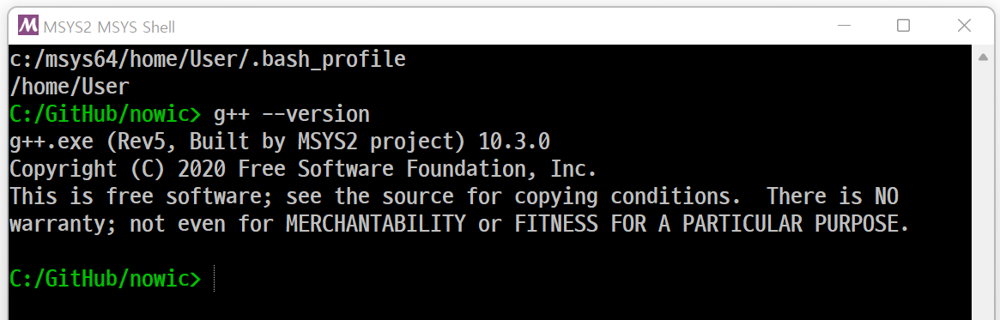 MSYS2 MSYS Shell
c:/msys64/home/User/.bash_profile
/home/User
C:/GitHub/nowic> g++ --version
g++.exe (Rev5, Built by MSYS2 project) 10.3.0
Copyright (C) 2020 Free Software Foundation, Inc.
This is free software; see the source for copying conditions.  There is NO
warranty; not even for MERCHANTABILITY or FITNESS FOR A PARTICULAR PURPOSE.
C:/GitHub/nowic>